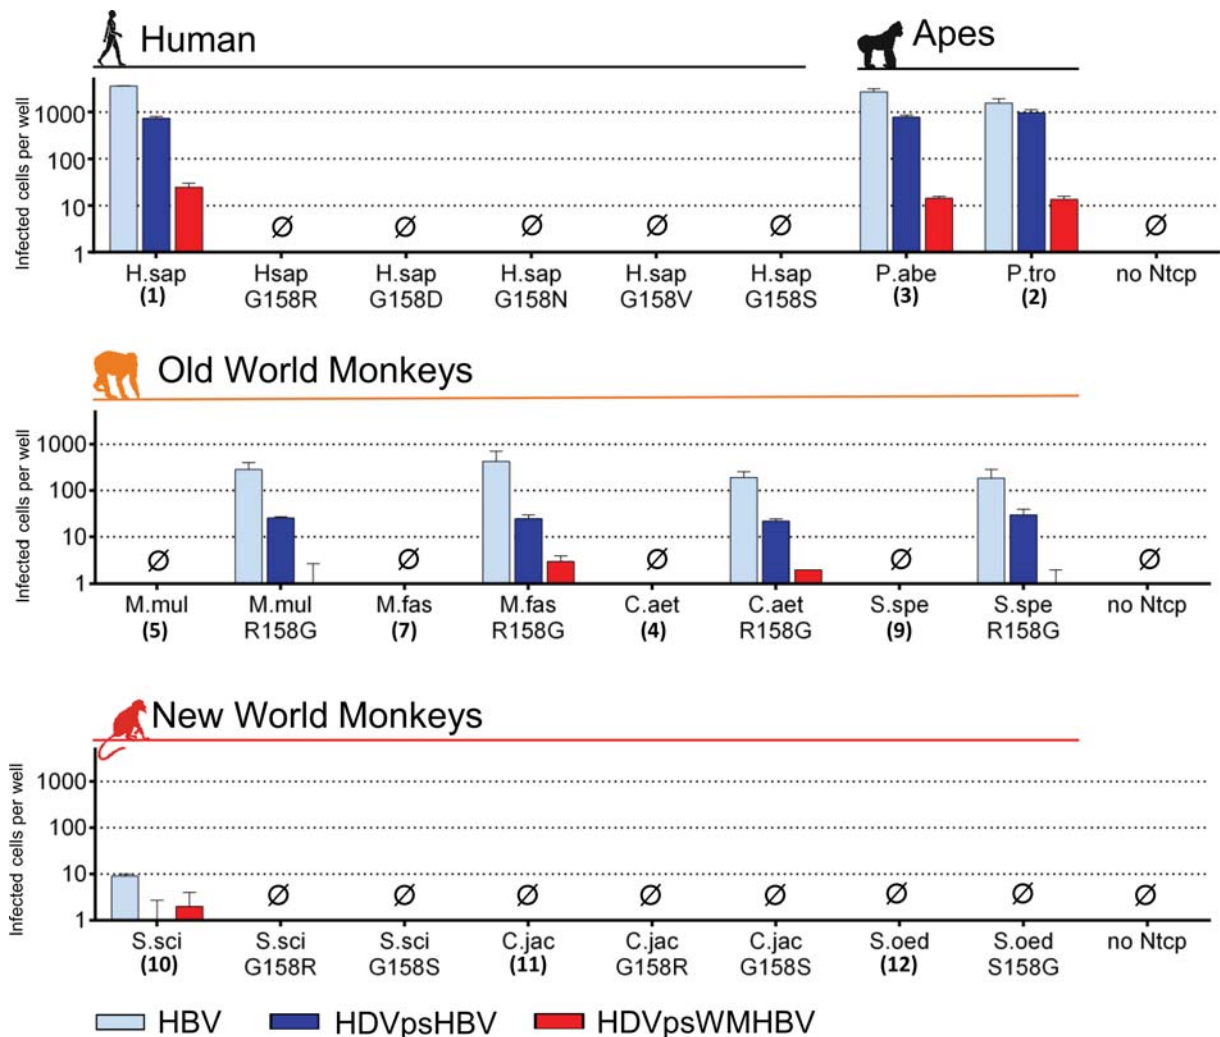 Human
Apes
Infected cells per well
1000
100
10
1
Ø Ø Ø Ø Ø Ø
H.sap Hsap H.sap H.sap H.sap H.sap P.abe P.tro no Ntcp
(1) G158R G158D G158N G158V G158S (3) (2)
Old World Monkeys
Infected cells per well
1000
100
10
1
Ø Ø Ø Ø Ø
M.mul M.mul M.fas M.fas C.aet C.aet S.spe S.spe no Ntcp
(5) R158G (7) R158G (4) R158G (9) R158G
New World Monkeys
Infected cells per well
1000
100
10
1
Ø Ø Ø Ø Ø Ø Ø Ø
S.sci S.sci S.sci C.jac C.jac C.jac S.oed S.oed no Ntcp
(10) G158R G158S (11) G158R G158S (12) S158G
HBV HDVpsHBV HDVpsWMHBV